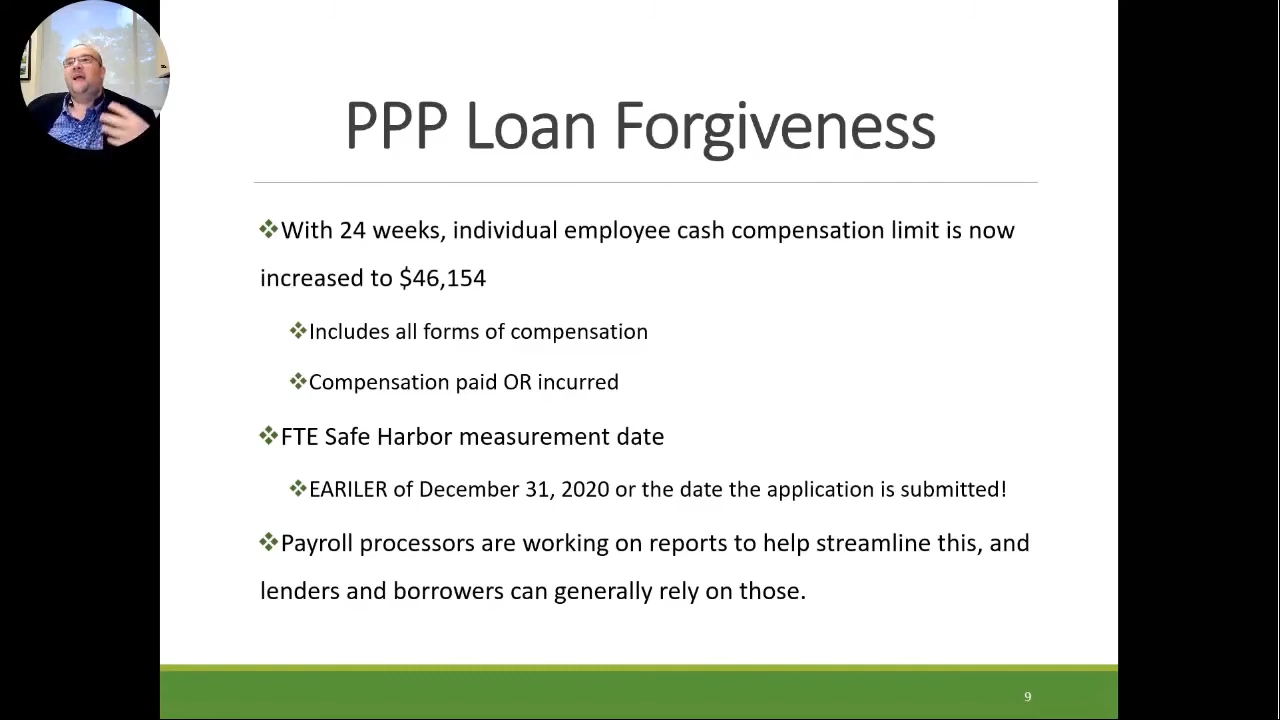 PPP Loan Forgiveness
❖With 24 weeks, individual employee cash compensation limit is now
increased to $46,154
❖Includes all forms of compensation
❖Compensation paid OR incurred
❖FTE Safe Harbor measurement date
❖EARILER of December 31, 2020 or the date the application is submitted!
❖Payroll processors are working on reports to help streamline this, and
lenders and borrowers can generally rely on those.
9